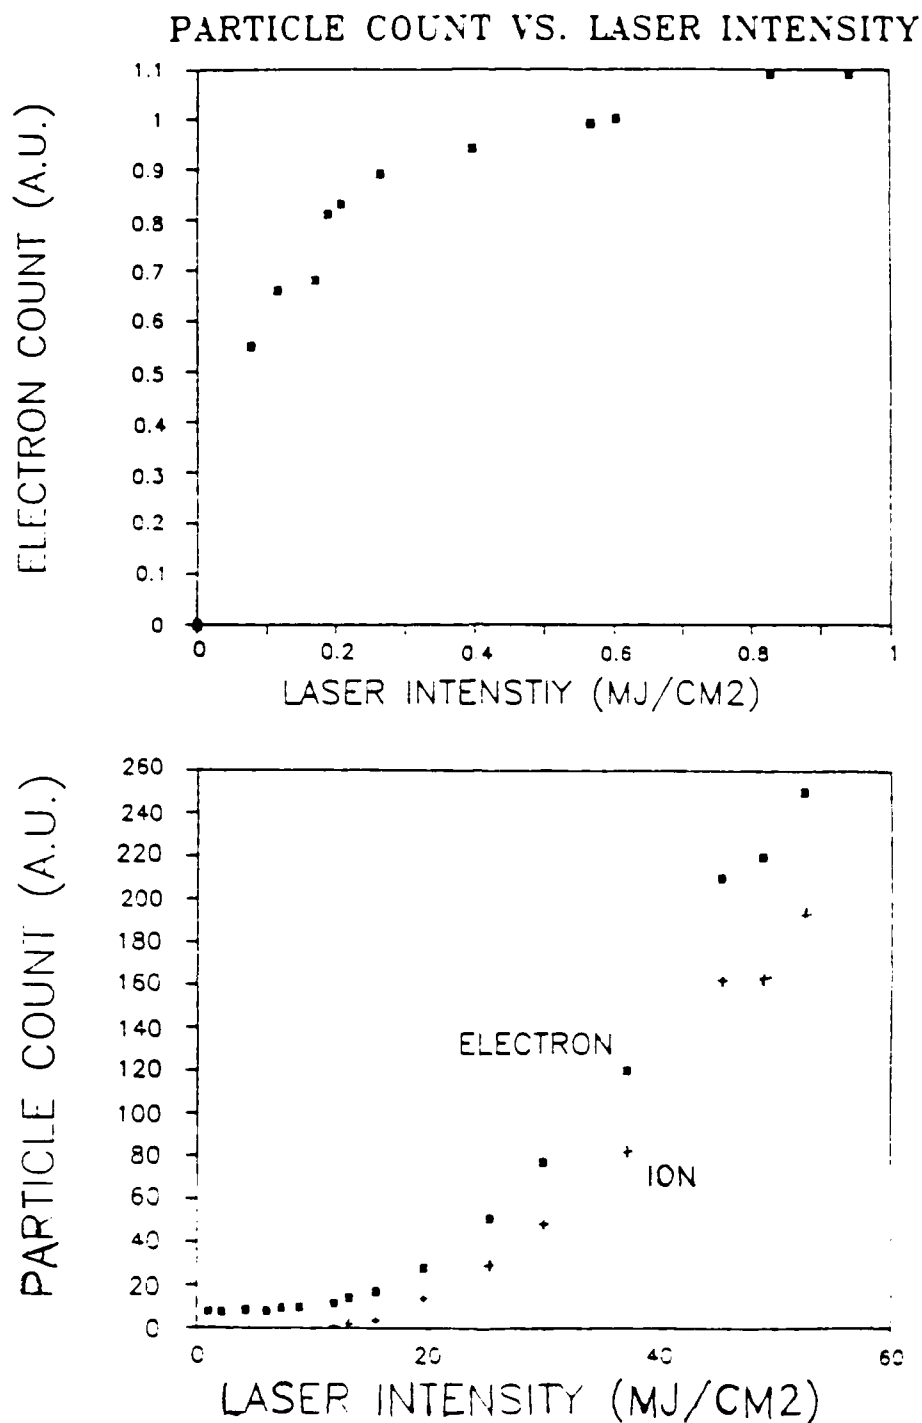 PARTICLE COUNT VS. LASER INTENSITY
ELECTRON COUNT (A.U.)
1.1
1
0.9
0.8
0.7
0.6
0.5
0.4
0.3
0.2
0.1
0
0 0.2 0.4 0.6 0.8 1
LASER INTENSTIY (MJ/CM2)
PARTICLE COUNT (A.U.)
260
240
220
200
180
160
140
120
100
80
60
40
20
0
ELECTRON
ION
0 20 40 60
LASER INTENSITY (MJ/CM2)